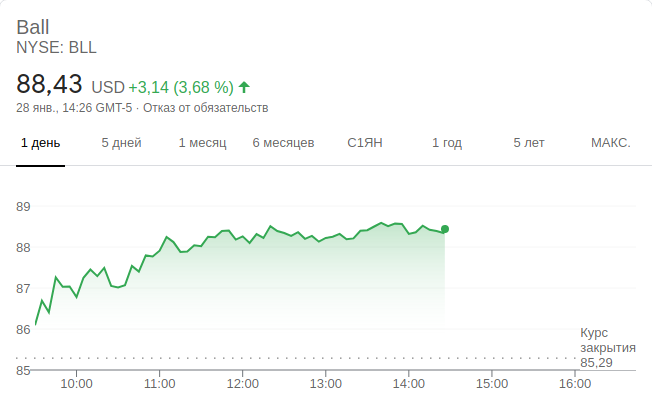 Ball
NYSE: BLL
88,43 USD +3,14 (3,68 %)
28 янв., 14:26 GMT-5 · Отказ от обязательств
1 день 5 дней 1 месяц 6 месяцев С1ЯН 1 год 5 лет МАКС.
89
88
87
86
85
Курс
закрытия
85,29
10:00 11:00 12:00 13:00 14:00 15:00 16:00